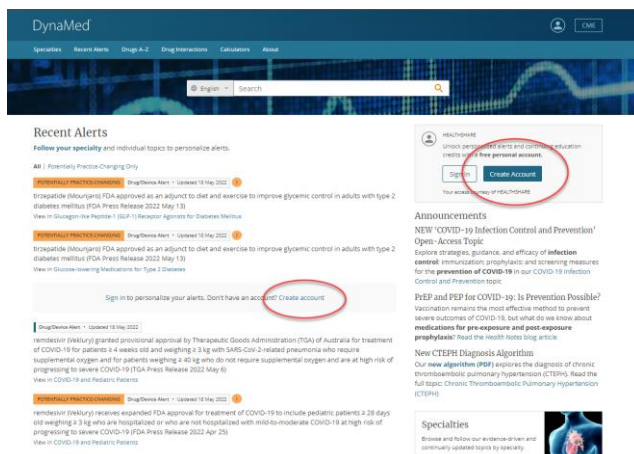 DynaMed
CME
Specialties Recent Alerts Drugs A–Z Drug Interactions Calculators About
English Search
Recent Alerts
Follow your specialty and individual topics to personalize alerts.
All | Potentially Practice-Changing Only
POTENTIALLY PRACTICE-CHANGING Drug/Device Alert • Updated 18 May 2022
tirzepatide (Mounjaro) FDA approved as an adjunct to diet and exercise to improve glycemic control in adults with type 2
diabetes mellitus (FDA Press Release 2022 May 13)
View in Glucagon-like Peptide-1 (GLP-1) Receptor Agonists for Diabetes Mellitus
POTENTIALLY PRACTICE-CHANGING Drug/Device Alert • Updated 18 May 2022
tirzepatide (Mounjaro) FDA approved as an adjunct to diet and exercise to improve glycemic control in adults with type 2
diabetes mellitus (FDA Press Release 2022 May 13)
View in Glucose-lowering Medications for Type 2 Diabetes
Sign in to personalize your alerts. Don't have an account? Create account
Drug/Device Alert • Updated 18 May 2022
remdesivir (Veklury) granted provisional approval by Therapeutic Goods Administration (TGA) of Australia for treatment
of COVID-19 for patients ≥ 4 weeks old and weighing ≥ 3 kg with SARS-CoV-2-related pneumonia who require
supplemental oxygen and for patients weighing ≥ 40 kg who do not require supplemental oxygen and are at high risk of
progressing to severe COVID-19 (TGA Press Release 2022 May 6)
View in COVID-19 and Pediatric Patients
POTENTIALLY PRACTICE-CHANGING Drug/Device Alert • Updated 18 May 2022
remdesivir (Veklury) receives expanded FDA approval for treatment of COVID-19 to include pediatric patients ≥ 28 days
old weighing ≥ 3 kg who are hospitalized or who are not hospitalized with mild-to-moderate COVID-19 at high risk of
progressing to severe COVID-19 (FDA Press Release 2022 Apr 25)
View in COVID-19 and Pediatric Patients
HEALTHSHARE
Unlock personalized alerts and continuing education
credits with a free personal account.
Sign in Create Account
Your access courtesy of HEALTHSHARE
Announcements
NEW 'COVID-19 Infection Control and Prevention'
Open-Access Topic
Explore strategies, guidance, and efficacy of infection
control; immunization; prophylaxis; and screening measures
for the prevention of COVID-19 in our COVID-19 Infection
Control and Prevention topic
PrEP and PEP for COVID-19: Is Prevention Possible?
Vaccination remains the most effective method to prevent
severe outcomes of COVID-19, but what do we know about
medications for pre-exposure and post-exposure
prophylaxis? Read the Health Notes blog article
New CTEPH Diagnosis Algorithm
Our new algorithm (PDF) explores the diagnosis of chronic
thromboembolic pulmonary hypertension (CTEPH). Read the
full topic: Chronic Thromboembolic Pulmonary Hypertension
(CTEPH)
Specialties
Browse and follow our evidence-driven and
continually updated topics by specialty.